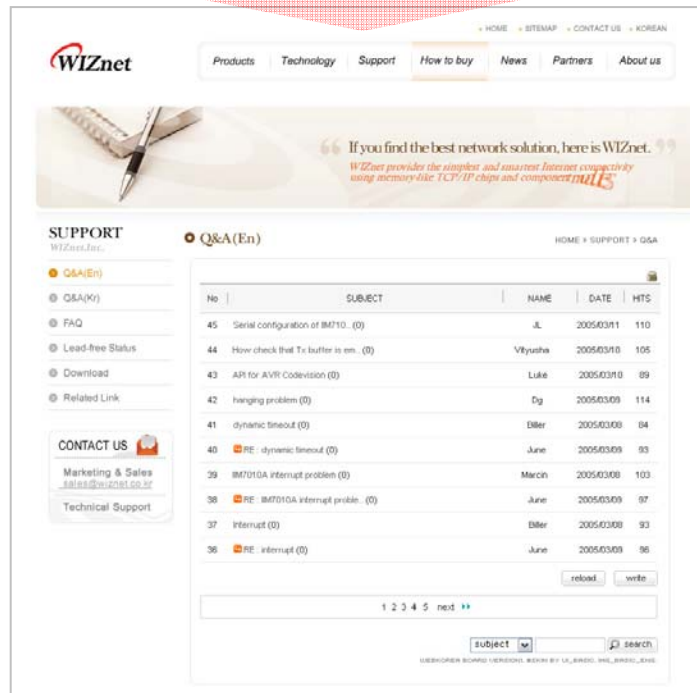 HOME SITEMAP CONTACT US KOREAN
WIZnet
Products Technology Support How to buy News Partners About us
If you find the best network solution, here is WIZnet.
WIZnet provides the simplest and smartest Internet connectivity
using memory-like TCP/IP chips and component
SUPPORT
WIZnet.Inc.
Q&A(En)
HOME > SUPPORT > Q&A
Q&A(En)
Q&A(Kr)
FAQ
Lead-free Status
Download
Related Link
CONTACT US
Marketing & Sales
sales@wiznet.co.kr
Technical Support
No SUBJECT NAME DATE HITS
45 Serial configuration of IIM710.. (0) JL 2005/03/11 110
44 How check that Tx buffer is em.. (0) Vityusha 2005/03/10 105
43 API for AVR Codevision (0) Luke 2005/03/10 89
42 hanging problem (0) Dg 2005/03/09 114
41 dynamic timeout (0) Biller 2005/03/08 84
40 RE : dynamic timeout (0) June 2005/03/09 93
39 IIM7010A interrupt problem (0) Marcin 2005/03/08 103
38 RE : IIM7010A interrupt proble.. (0) June 2005/03/09 97
37 Interrupt (0) Biller 2005/03/08 93
36 RE : interrupt (0) June 2005/03/09 96
reload write
1 2 3 4 5 next
subject search